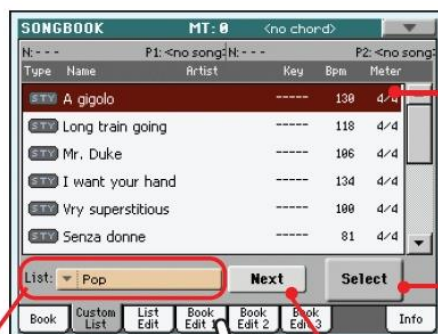 SONGBOOK MT: 0 <no chord>
N: - - - P1: <no song> N: - - - P2: <no song
Type Name Artist Key Bpm Meter
STY A gigolo ----- 130 4/4
STY Long train going ----- 118 4/4
STY Mr. Duke ----- 106 4/4
STY I want your hand ----- 134 4/4
STY Vry superstitious ----- 100 4/4
STY Senza donne ----- 81 4/4
List: Pop Next Select
Book Custom List List Edit Book Edit 1 Book Edit 2 Book Edit 3 Info